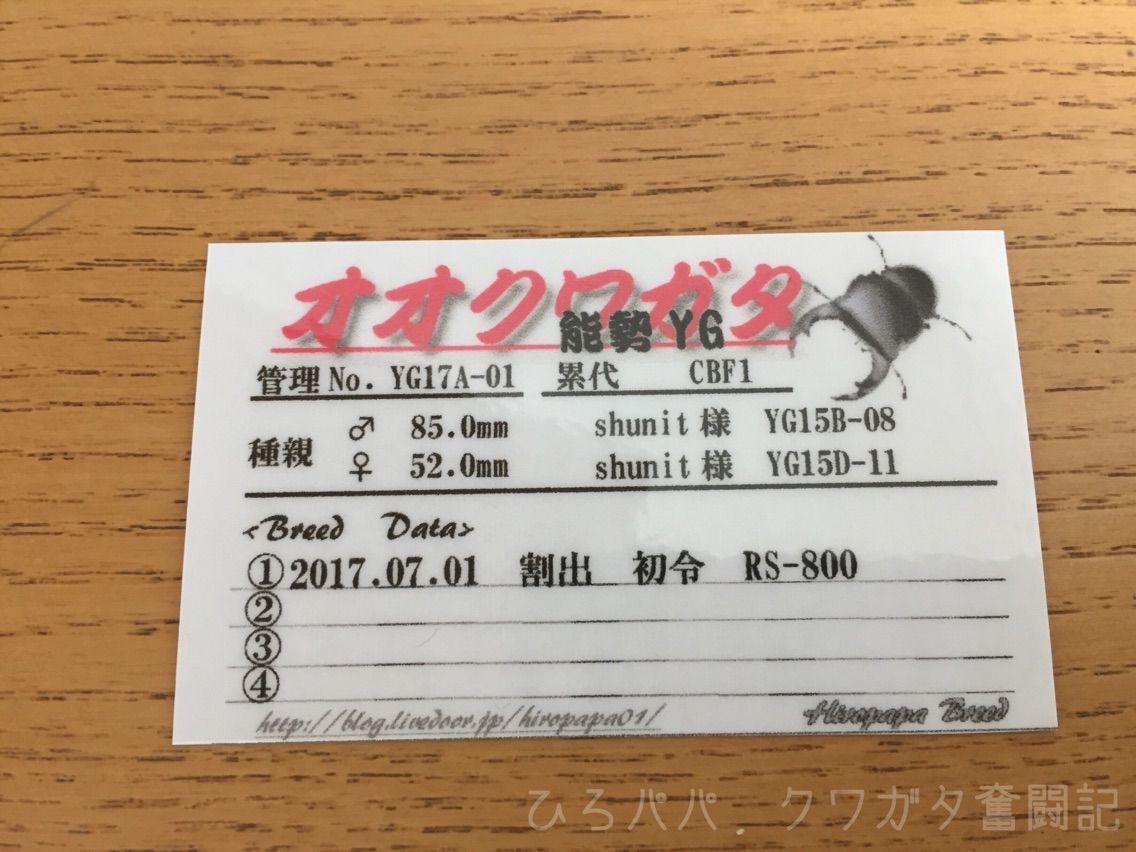 オオクワガタ
能勢YG
管理No. YG17A-01 累代 CBF1
種親 ♂ 85.0mm shunit様 YG15B-08
♀ 52.0mm shunit様 YG15D-11
<Breed Data>
①2017.07.01 割出 初令 RS-800
②
③
④
http://blog.livedoor.jp/hiropapa01/ Hiropapa Breed
ひろパパ．クワガタ奮闘記